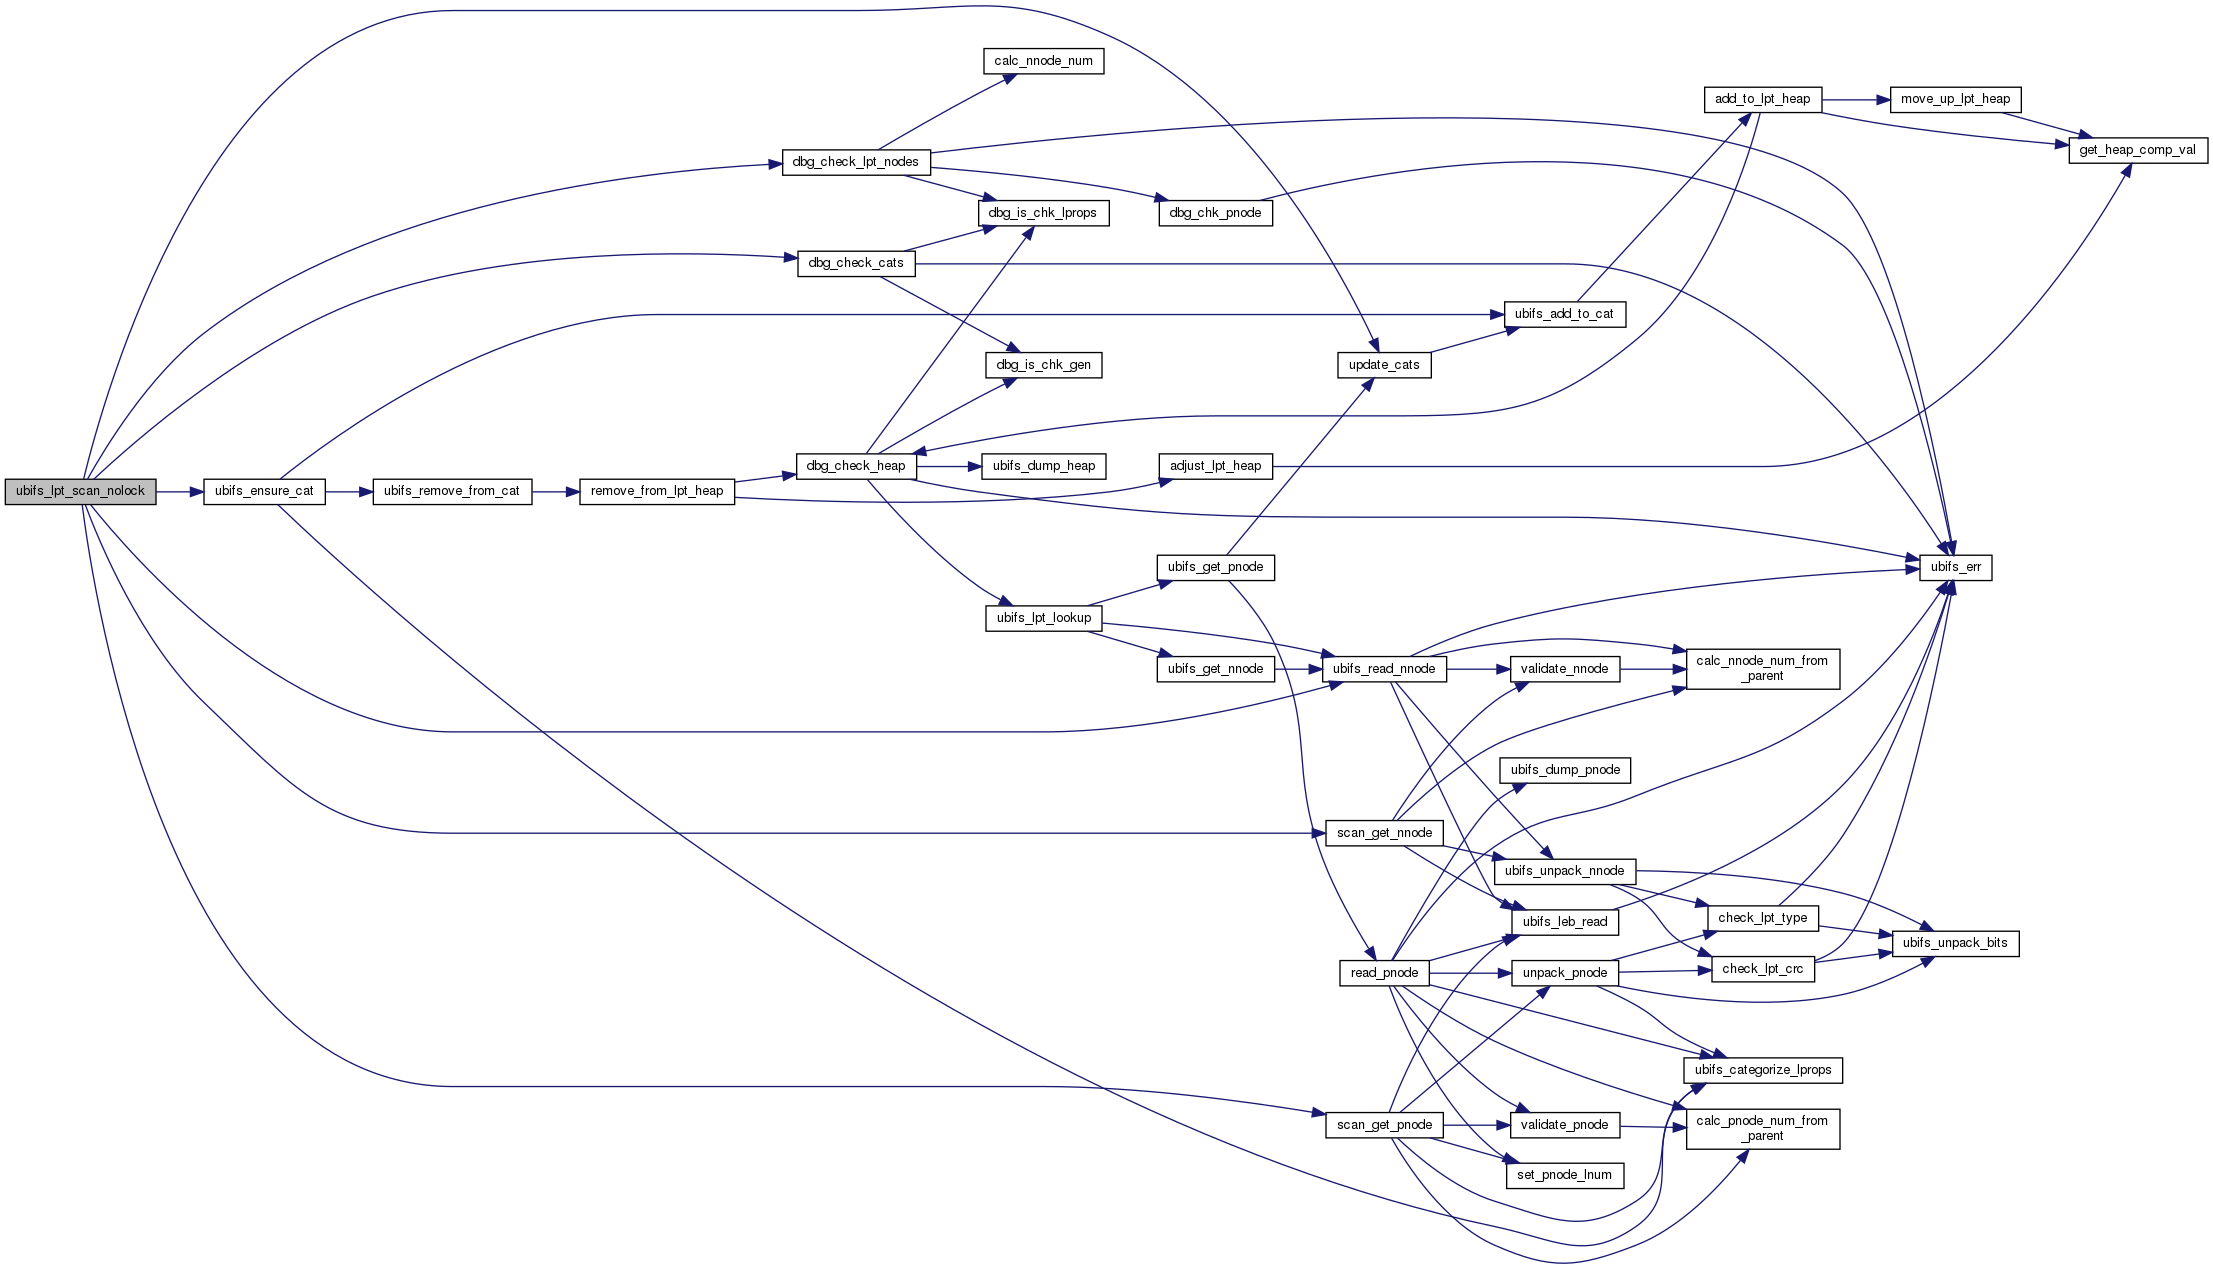 calc_nnode_num
add_to_lpt_heap
move_up_lpt_heap
dbg_check_lpt_nodes
get_heap_comp_val
dbg_is_chk_lprops
dbg_chk_pnode
dbg_check_cats
ubifs_add_to_cat
dbg_is_chk_gen
update_cats
dbg_check_heap
ubifs_dump_heap
adjust_lpt_heap
ubifs_lpt_scan_nolock
ubifs_ensure_cat
ubifs_remove_from_cat
remove_from_lpt_heap
ubifs_get_pnode
ubifs_err
ubifs_lpt_lookup
ubifs_get_nnode
ubifs_read_nnode
validate_nnode
calc_nnode_num_from
_parent
ubifs_dump_pnode
scan_get_nnode
ubifs_unpack_nnode
ubifs_leb_read
check_lpt_type
ubifs_unpack_bits
read_pnode
unpack_pnode
check_lpt_crc
ubifs_categorize_lprops
scan_get_pnode
validate_pnode
calc_pnode_num_from
_parent
set_pnode_lnum